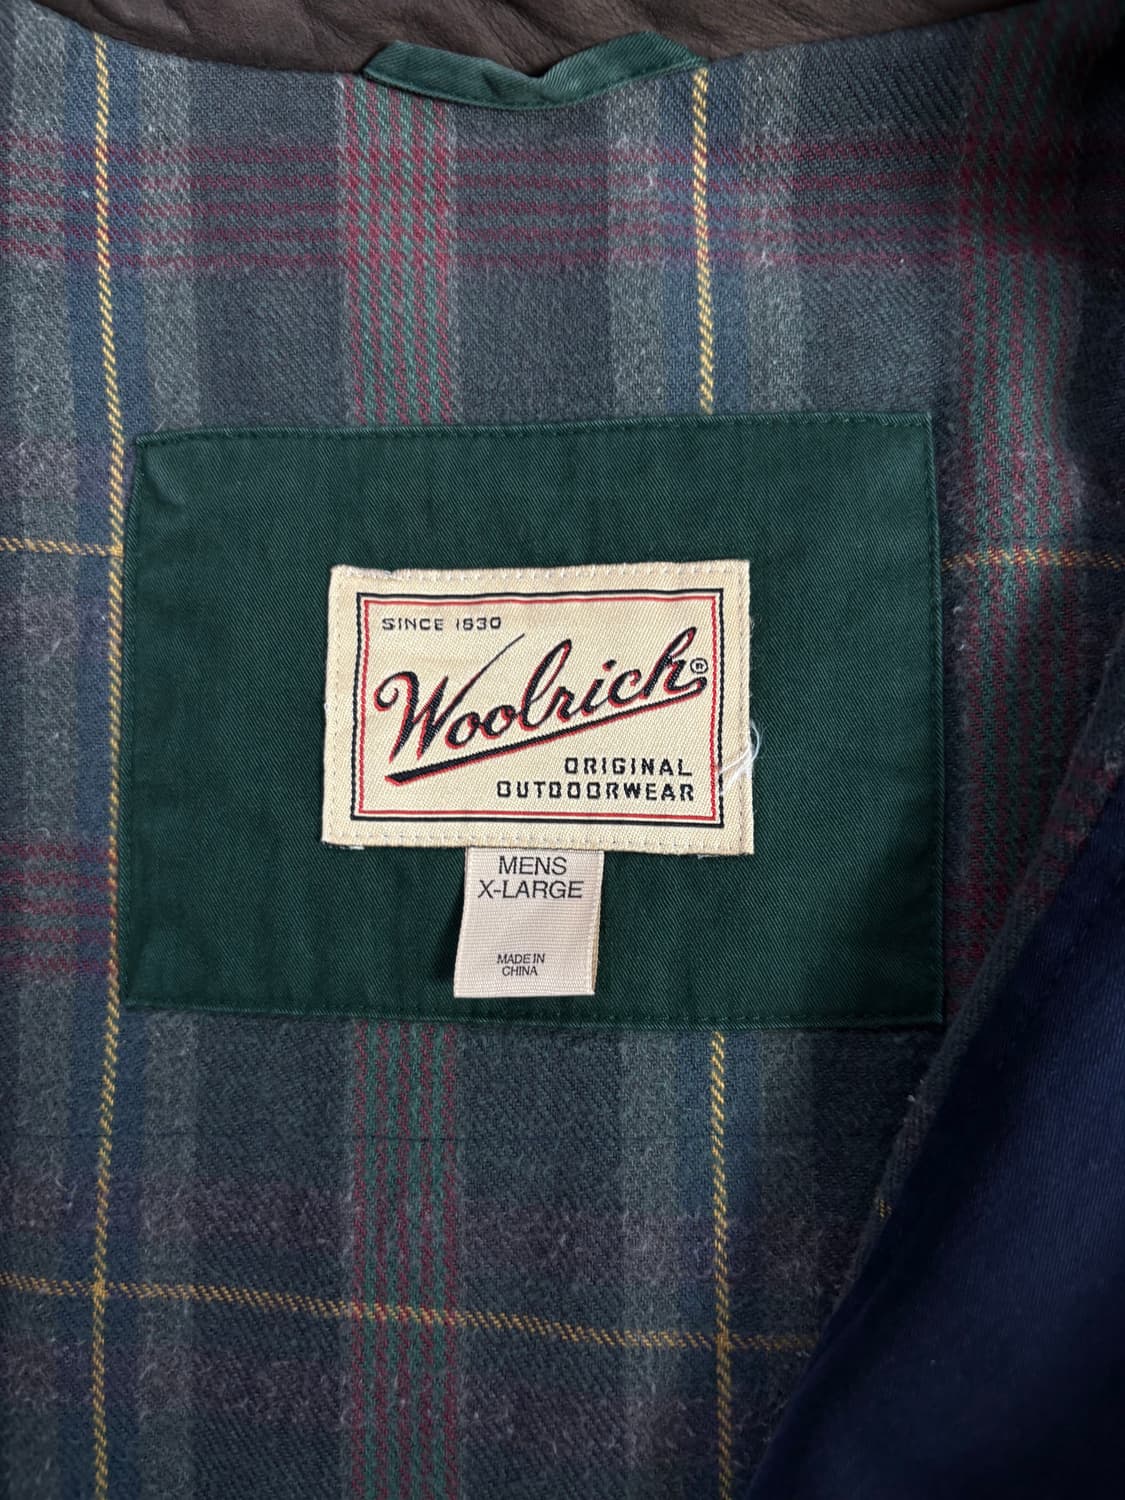 SINCE 1830
Woolrich®
ORIGINAL
OUTDOORWEAR
MENS
X-LARGE
MADE IN
CHINA